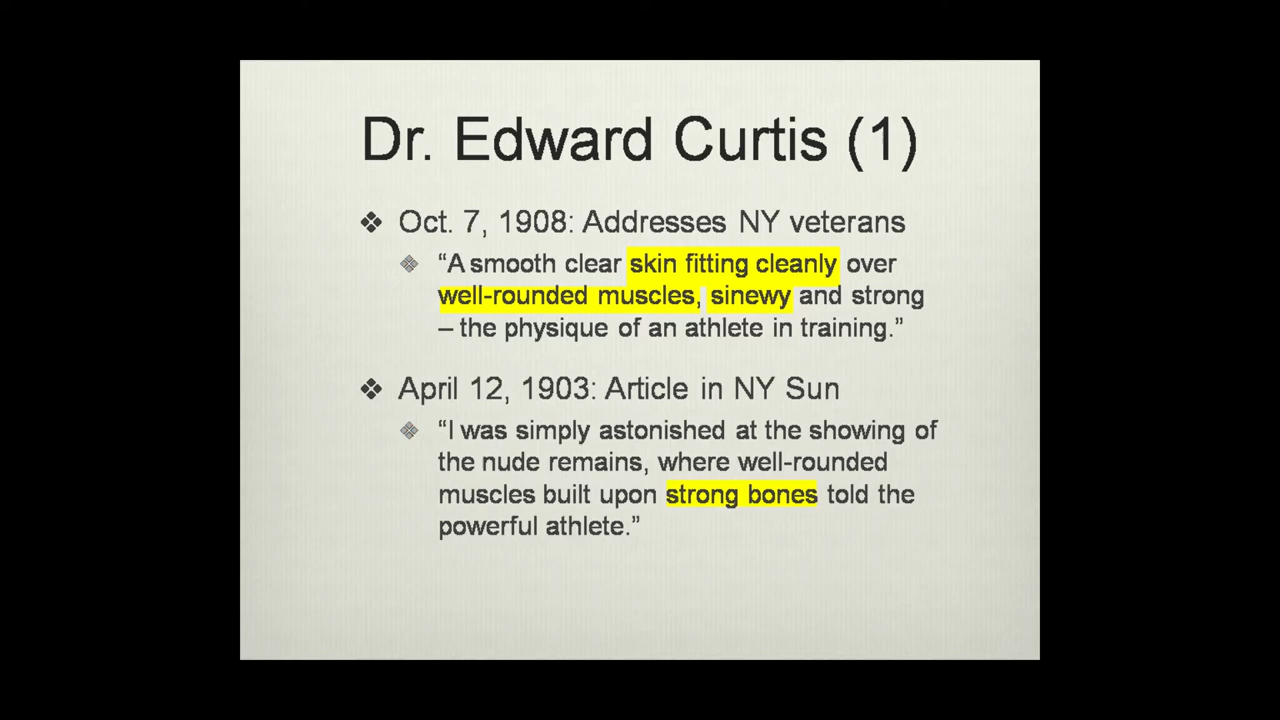 Dr. Edward Curtis (1)
❖ Oct. 7, 1908: Addresses NY veterans
❖ “A smooth clear skin fitting cleanly over
well-rounded muscles, sinewy and strong
– the physique of an athlete in training.”
❖ April 12, 1903: Article in NY Sun
❖ “I was simply astonished at the showing of
the nude remains, where well-rounded
muscles built upon strong bones told the
powerful athlete.”